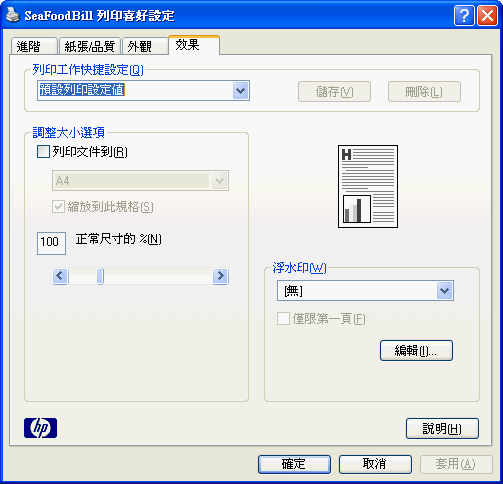 SeaFoodBill 列印喜好設定
進階
紙張/品質
外觀
效果
列印工作快捷設定(Q)
預設列印設定值
儲存(V)
刪除(L)
調整大小選項
列印文件到(R)
A4
縮放到此規格(S)
100
正常尺寸的 %(N)
H
浮水印(W)
[無]
僅限第一頁(F)
編輯(I)...
hp
說明(H)
確定
取消
套用(A)